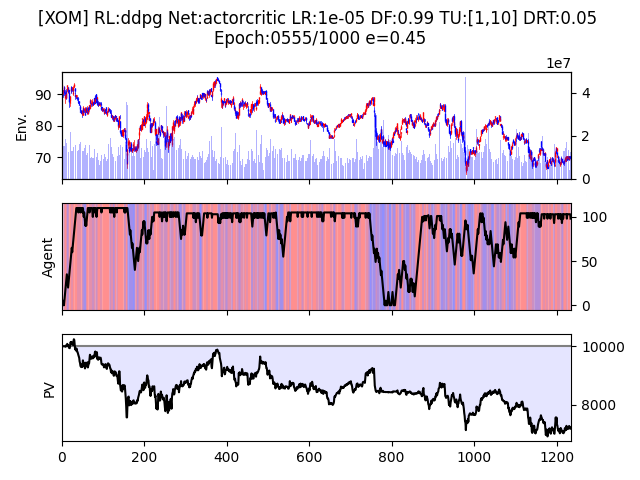 [XOM] RL:ddpg Net:actorcritic LR:1e-05 DF:0.99 TU:[1,10] DRT:0.05
Epoch:0555/1000 e=0.45
1e7
Env.
90
80
70
4
2
0
Agent
100
50
0
PV
10000
8000
0 200 400 600 800 1000 1200